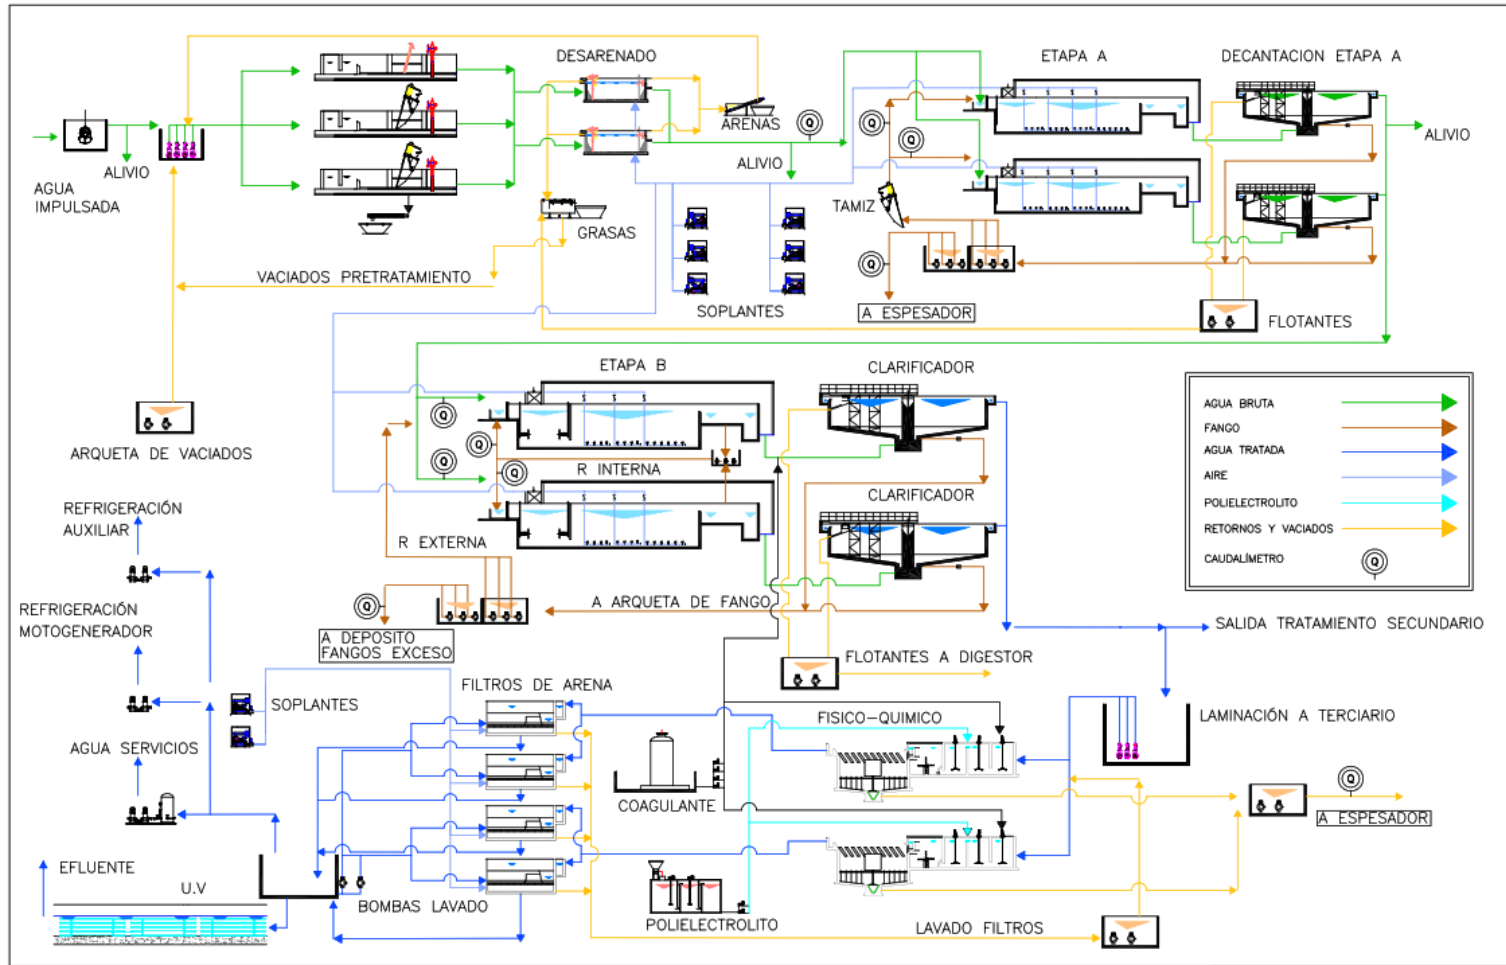 DESARENADO
ETAPA A
DECANTACION ETAPA A
ARENAS
Q
ALIVIO
ALIVIO
ALIVIO
AGUA
IMPULSADA
Q
Q
TAMIZ
GRASAS
VACIADOS PRETRATAMIENTO
Q
SOPLANTES
A ESPESADOR
FLOTANTES
ETAPA B
CLARIFICADOR
Q
Q
Q
Q
ARQUETA DE VACIADOS
R INTERNA
CLARIFICADOR
AGUA BRUTA
FANGO
AGUA TRATADA
AIRE
POLIELECTROLITO
RETORNOS Y VACIADOS
CAUDALÍMETRO
Q
REFRIGERACIÓN
AUXILIAR
R EXTERNA
Q
A ARQUETA DE FANGO
REFRIGERACIÓN
MOTOGENERADOR
A DEPOSITO
FANGOS EXCESO
SALIDA TRATAMIENTO SECUNDARIO
FLOTANTES A DIGESTOR
FILTROS DE ARENA
SOPLANTES
FISICO-QUIMICO
LAMINACIÓN A TERCIARIO
AGUA SERVICIOS
COAGULANTE
Q
A ESPESADOR
EFLUENTE
U.V
BOMBAS LAVADO
POLIELECTROLITO
LAVADO FILTROS